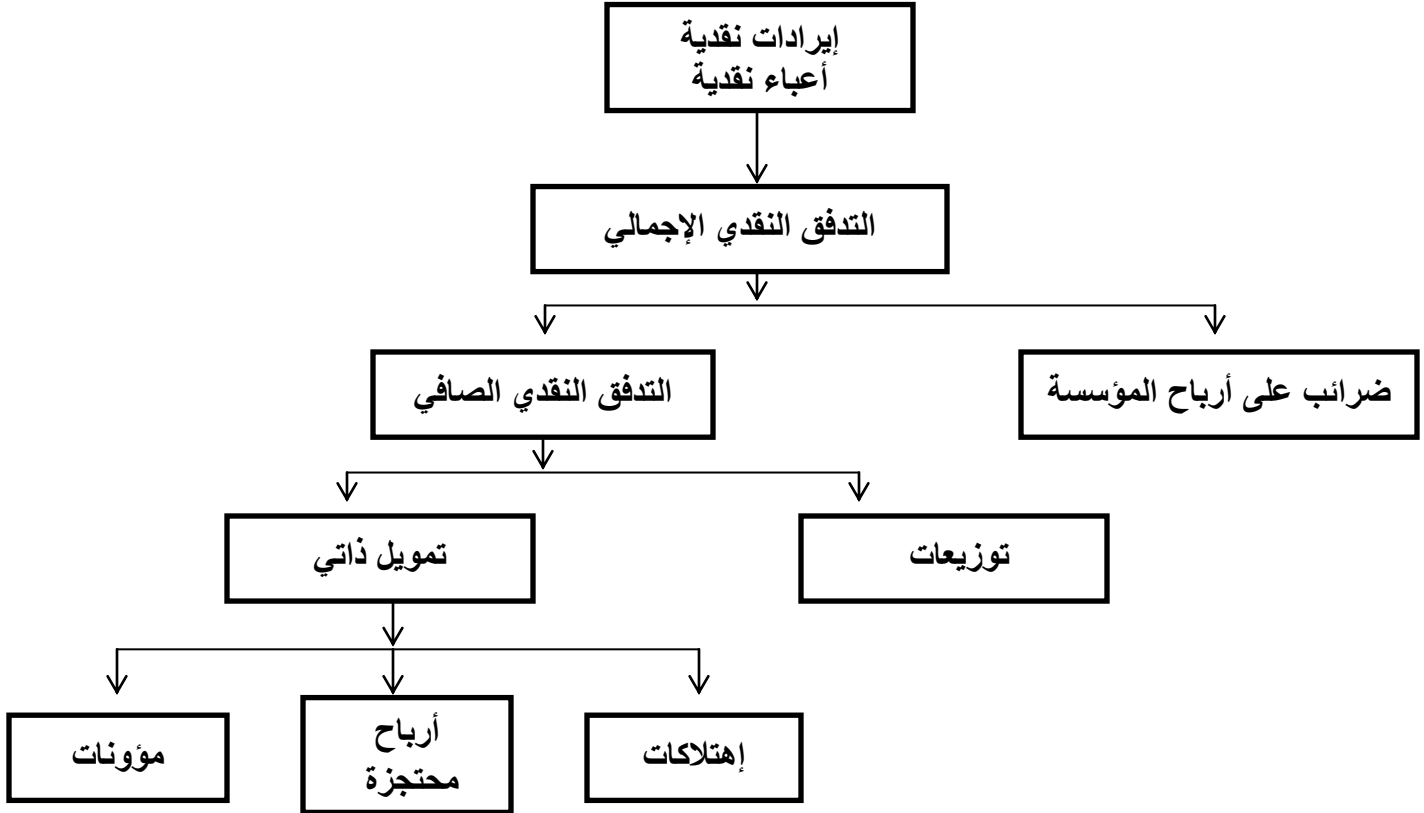 إيرادات نقدية
أعباء نقدية
التدفق النقدي الإجمالي
ضرائب على أرباح المؤسسة
التدفق النقدي الصافي
توزيعات
تمويل ذاتي
إهتلاكات
أرباح
محتجزة
مؤونات